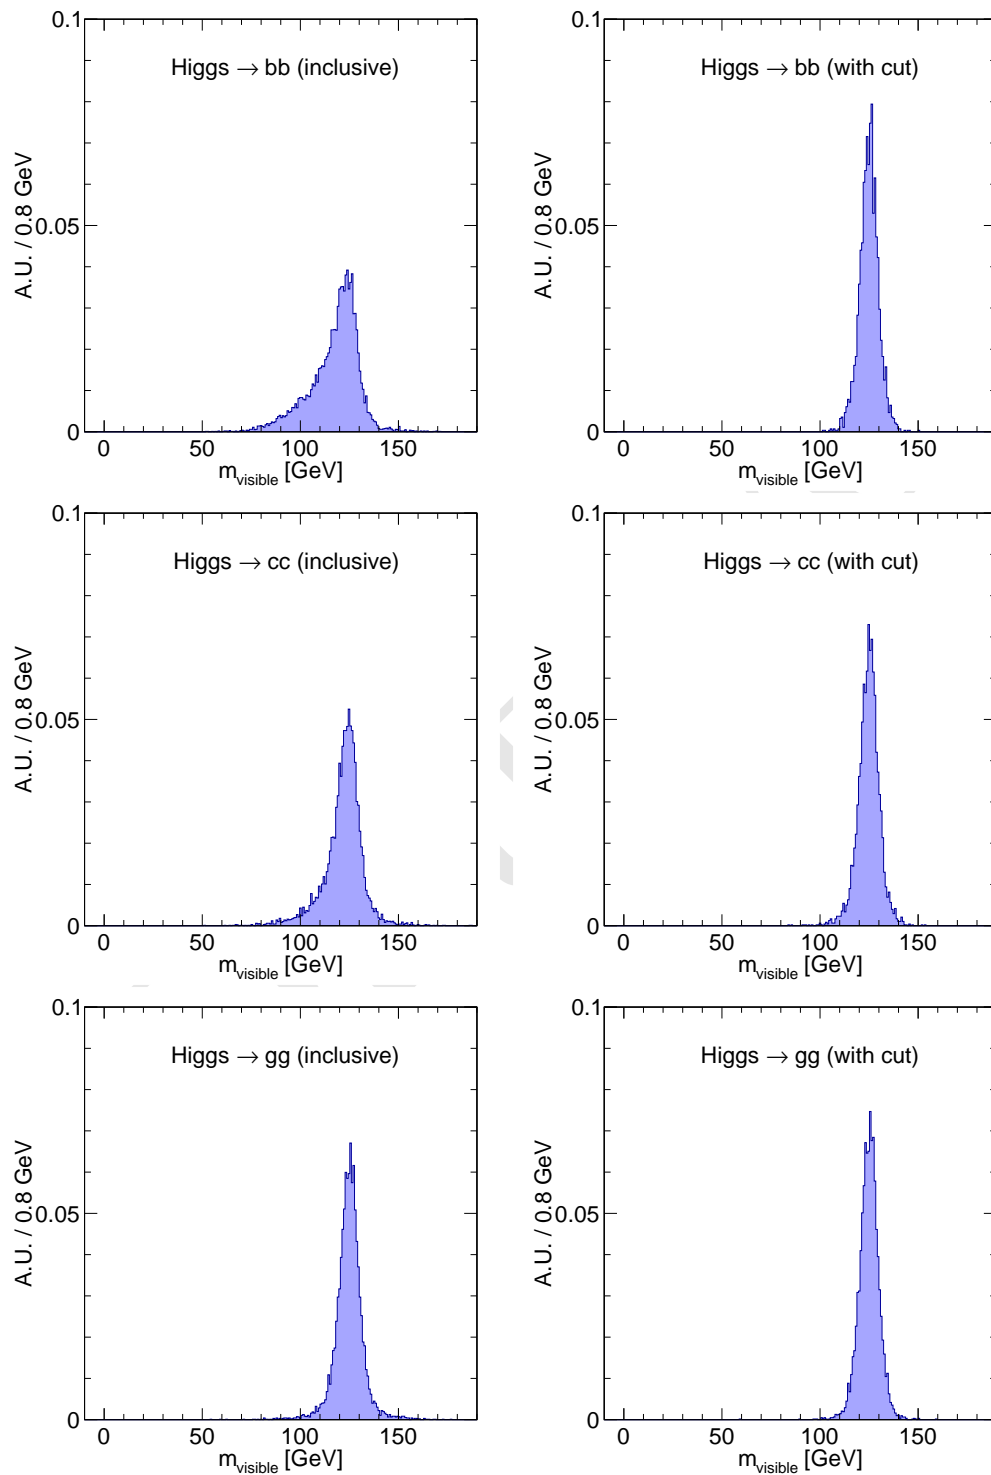 0.1
Higgs → bb (inclusive)
A.U. / 0.8 GeV
0.05
0
0 50 100 150
m_visible [GeV]
0.1
Higgs → bb (with cut)
A.U. / 0.8 GeV
0.05
0
0 50 100 150
m_visible [GeV]
0.1
Higgs → cc (inclusive)
A.U. / 0.8 GeV
0.05
0
0 50 100 150
m_visible [GeV]
0.1
Higgs → cc (with cut)
A.U. / 0.8 GeV
0.05
0
0 50 100 150
m_visible [GeV]
0.1
Higgs → gg (inclusive)
A.U. / 0.8 GeV
0.05
0
0 50 100 150
m_visible [GeV]
0.1
Higgs → gg (with cut)
A.U. / 0.8 GeV
0.05
0
0 50 100 150
m_visible [GeV]